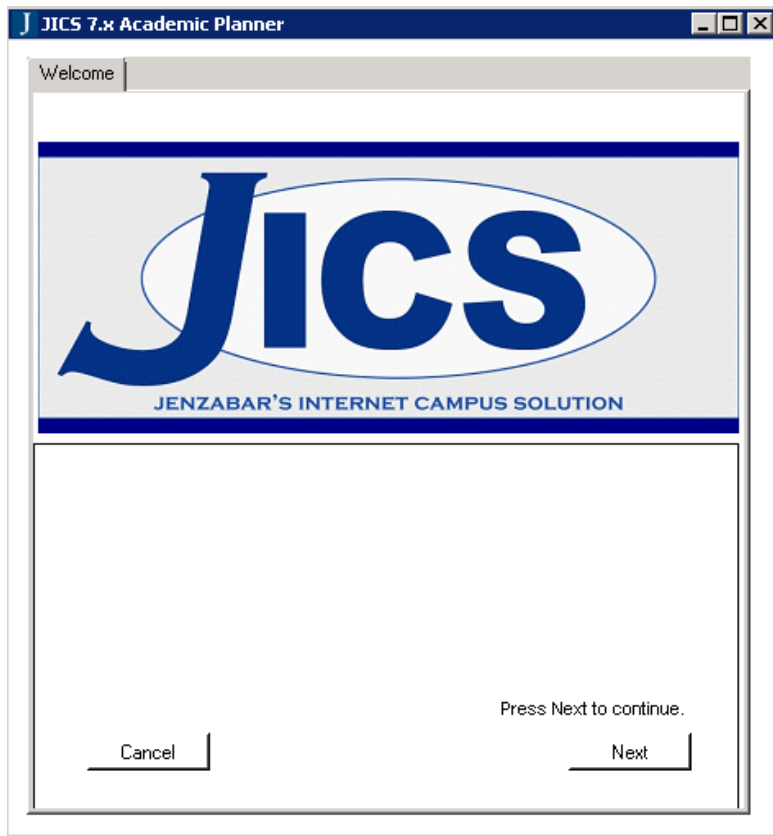 J JICS 7.x Academic Planner
Welcome
JICS
JENZABAR'S INTERNET CAMPUS SOLUTION
Press Next to continue.
Cancel Next